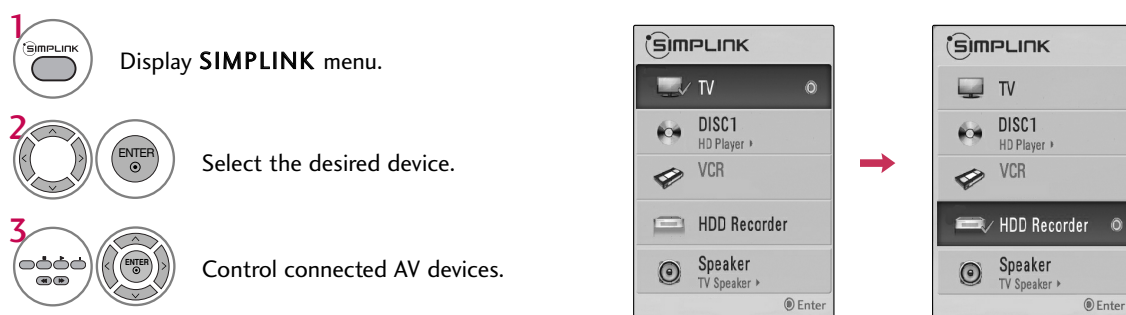 1
SIMPLINK
Display SIMPLINK menu.
2
ENTER
Select the desired device.
3
ENTER
Control connected AV devices.
SIMPLINK
TV
DISC1
HD Player
VCR
HDD Recorder
Speaker
TV Speaker
Enter
SIMPLINK
TV
DISC1
HD Player
VCR
HDD Recorder
Speaker
TV Speaker
Enter